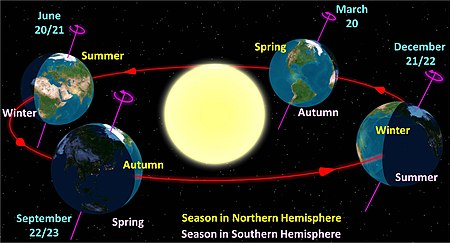 June
20/21
Summer
Winter
March
20
Spring
Autumn
December
21/22
Winter
Summer
Autumn
Spring
September
22/23
Season in Northern Hemisphere
Season in Southern Hemisphere